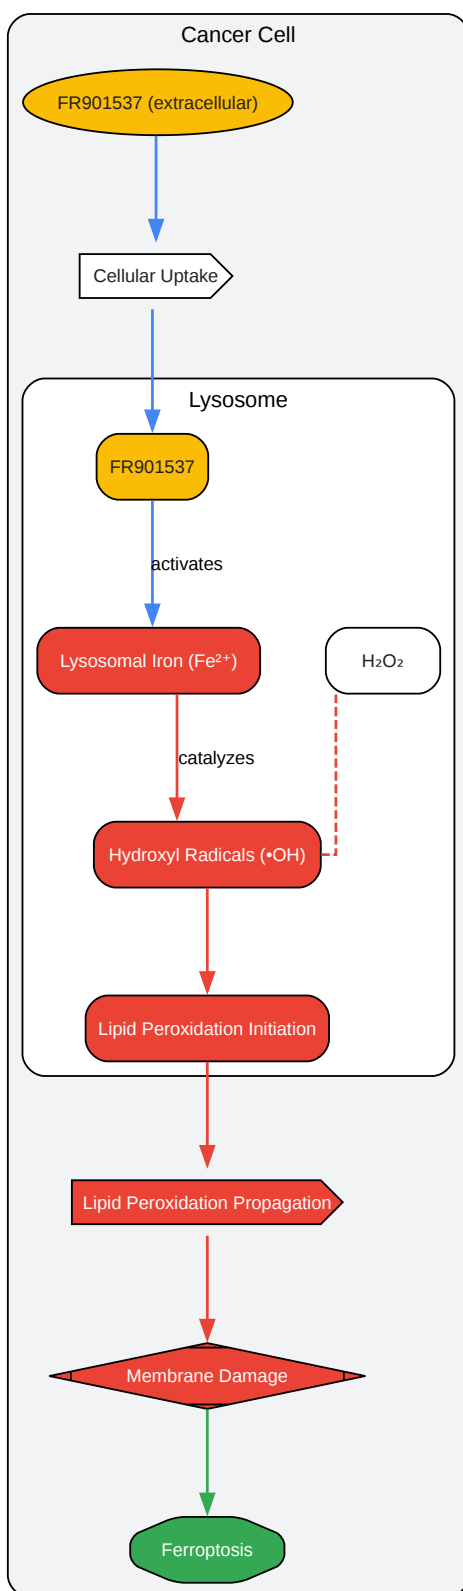 Cancer Cell
FR901537 (extracellular)
Cellular Uptake
Lysosome
FR901537
activates
Lysosomal Iron (Fe²⁺)
H₂O₂
catalyzes
Hydroxyl Radicals (•OH)
Lipid Peroxidation Initiation
Lipid Peroxidation Propagation
Membrane Damage
Ferroptosis